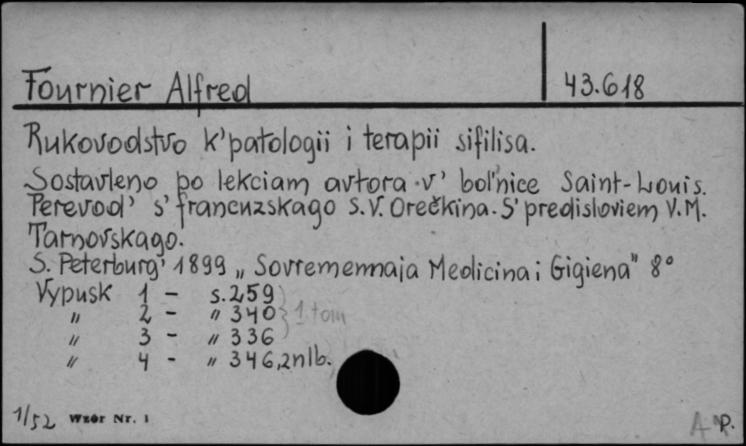 Fournier Alfred 43.618
Rukovodstvo k'patologii i terapii sifilisa.
Sostavleno po lekciam avtora v' bol'nice Saint-Louis.
Perevod' s' francuzskago S.V. Orečkina. S' predisloviem V.M.
Tarnovskago.
S. Peterburg' 1899 „Sovremennaja Medicina i Gigiena" 8°
Vypusk 1 - s. 259
„ 2 - „ 340 1 tom
„ 3 - „ 336
„ 4 - „ 346, 2nlb.
1/52 Wzór Nr. 1 A P.